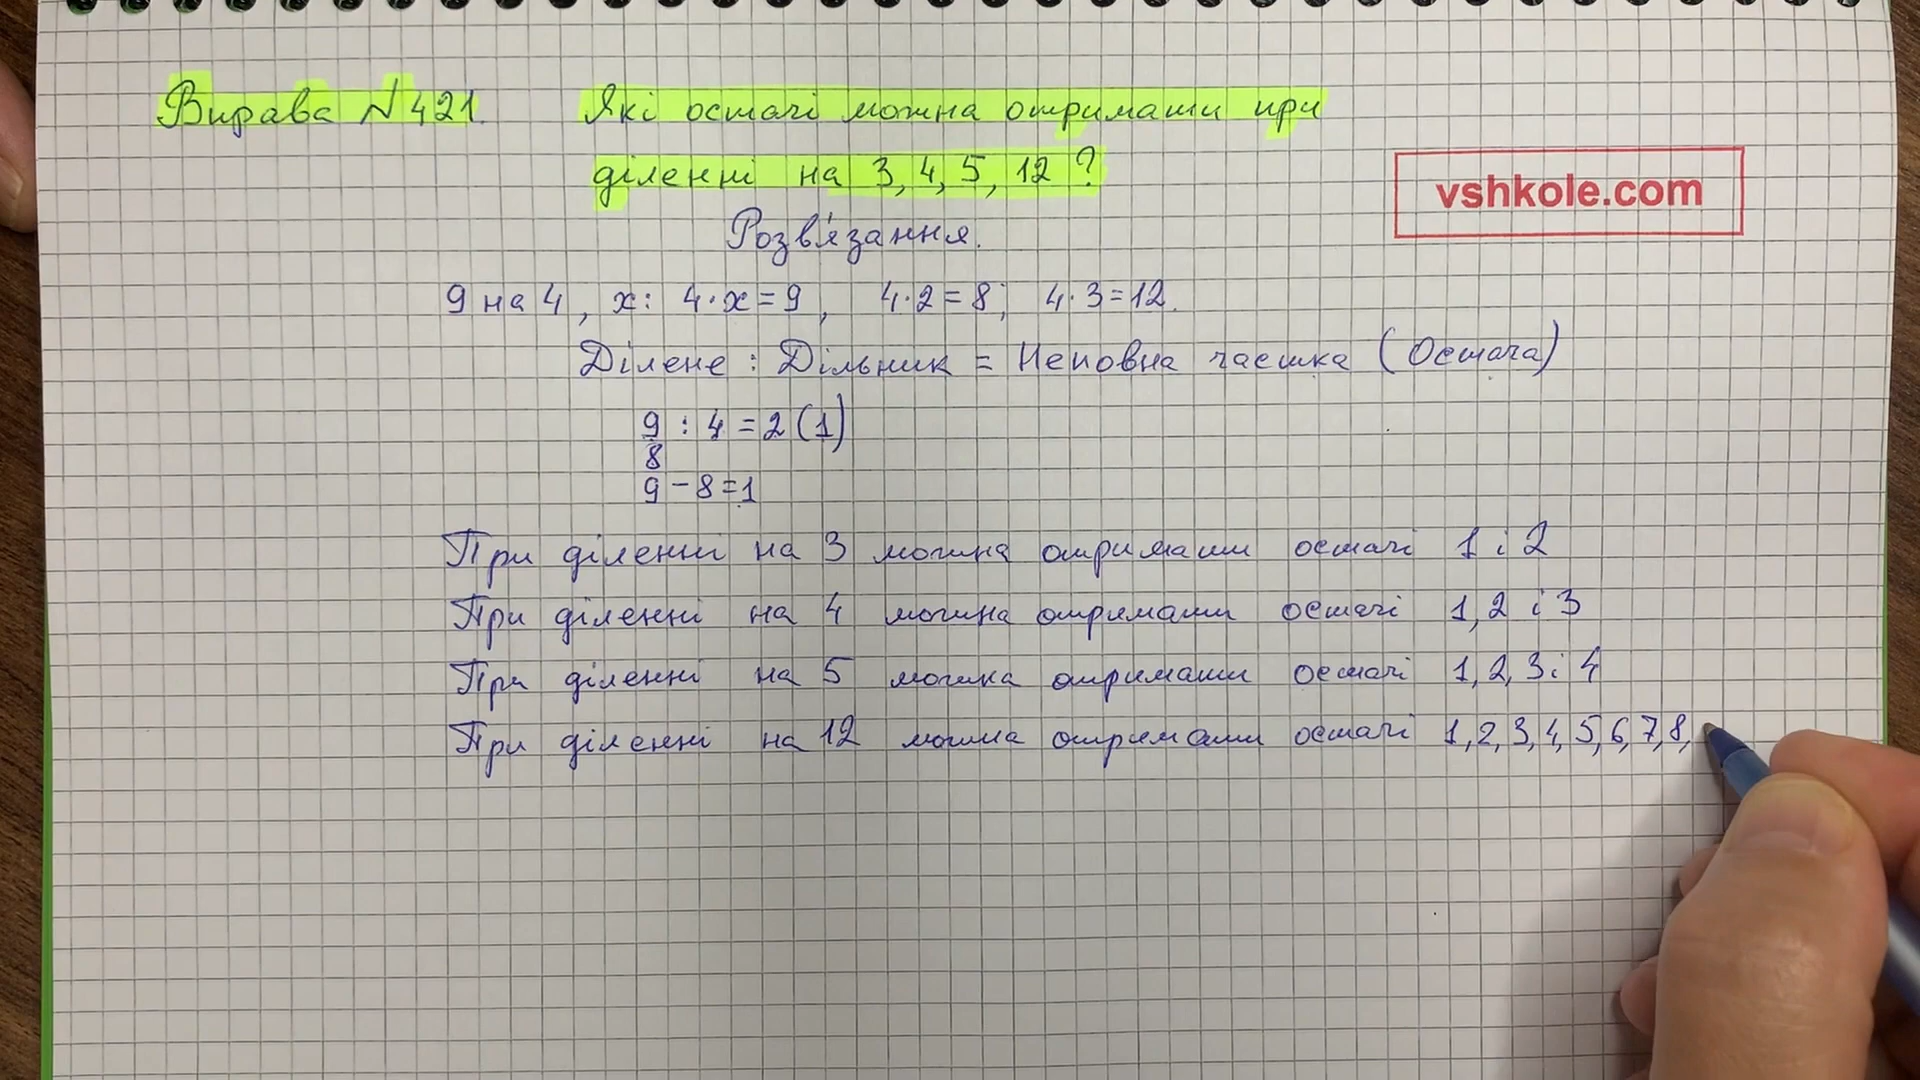 Вправа №421. Які остачі можна отримати при
діленні на 3, 4, 5, 12 ?
vshkole.com
Розв'язання.
9 на 4, x: 4·x=9, 4·2=8; 4·3=12.
Ділене : Дільник = Неповна частка (Остача)
9 : 4 = 2 (1)
8
9 - 8 = 1
При діленні на 3 можна отримати остачі 1 і 2
При діленні на 4 можна отримати остачі 1, 2 і 3
При діленні на 5 можна отримати остачі 1, 2, 3 і 4
При діленні на 12 можна отримати остачі 1, 2, 3, 4, 5, 6, 7, 8,